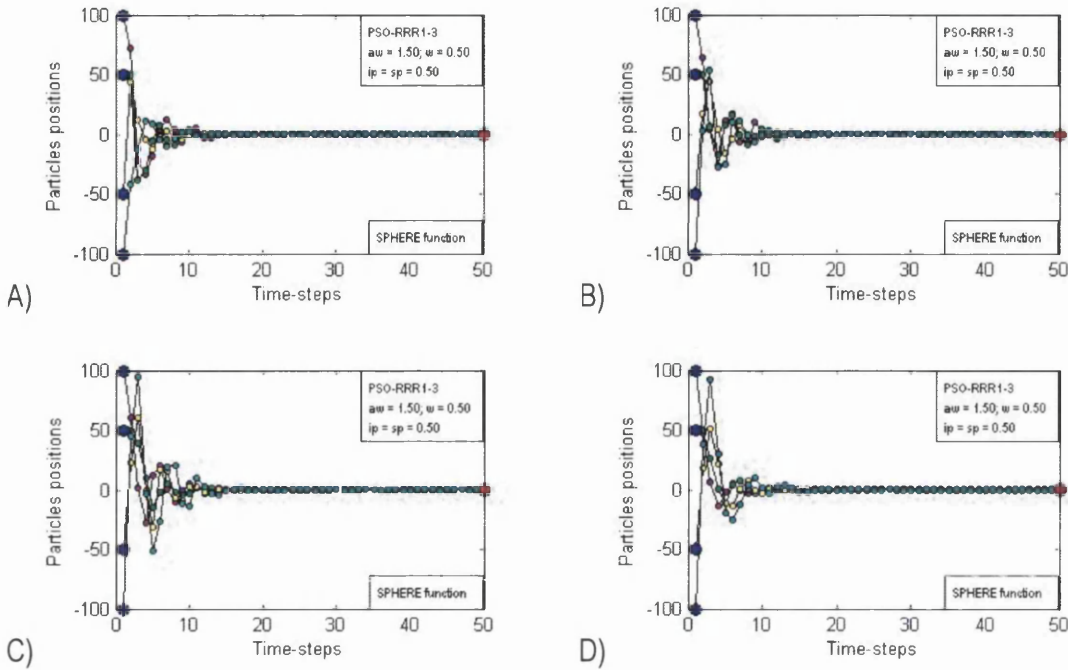 100
50
0
-50
-100
Particles positions
PSO-RRR1-3
aw = 1.50; w = 0.50
ip = sp = 0.50
SPHERE function
0
10
20
30
40
50
Time-steps
A)
100
50
0
-50
-100
Particles positions
PSO-RRR1-3
aw = 1.50; w = 0.50
ip = sp = 0.50
SPHERE function
0
10
20
30
40
50
Time-steps
B)
100
50
0
-50
-100
Particles positions
PSO-RRR1-3
aw = 1.50; w = 0.50
ip = sp = 0.50
SPHERE function
0
10
20
30
40
50
Time-steps
C)
100
50
0
-50
-100
Particles positions
PSO-RRR1-3
aw = 1.50; w = 0.50
ip = sp = 0.50
SPHERE function
0
10
20
30
40
50
Time-steps
D)